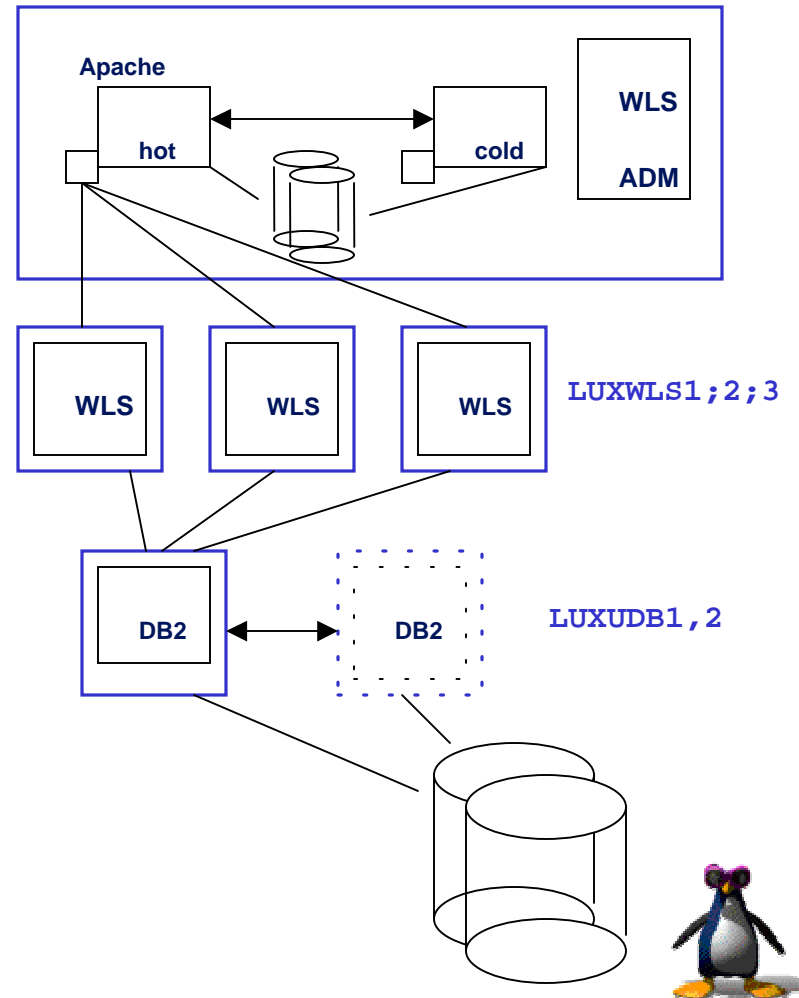 Apache
hot
cold
WLS
ADM
WLS
WLS
WLS
LUXWLS1;2;3
DB2
DB2
LUXUDB1,2